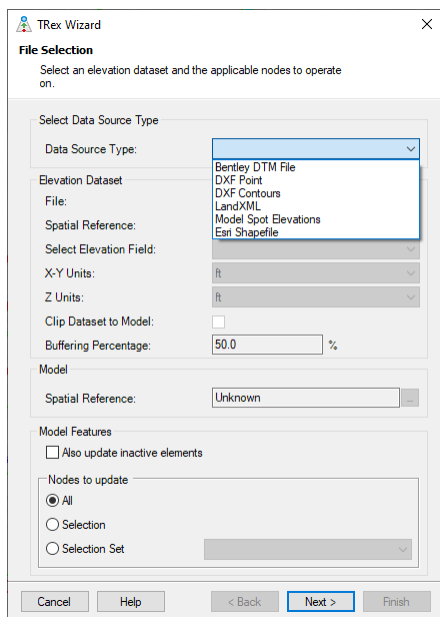 TRex Wizard
File Selection
Select an elevation dataset and the applicable nodes to operate
on.
Select Data Source Type
Data Source Type:
Bentley DTM File
DXF Point
DXF Contours
LandXML
Model Spot Elevations
Esri Shapefile
Elevation Dataset
File:
Spatial Reference:
Select Elevation Field:
X-Y Units: ft
Z Units: ft
Clip Dataset to Model:
Buffering Percentage: 50.0 %
Model
Spatial Reference: Unknown ...
Model Features
Also update inactive elements
Nodes to update
All
Selection
Selection Set
Cancel Help < Back Next > Finish